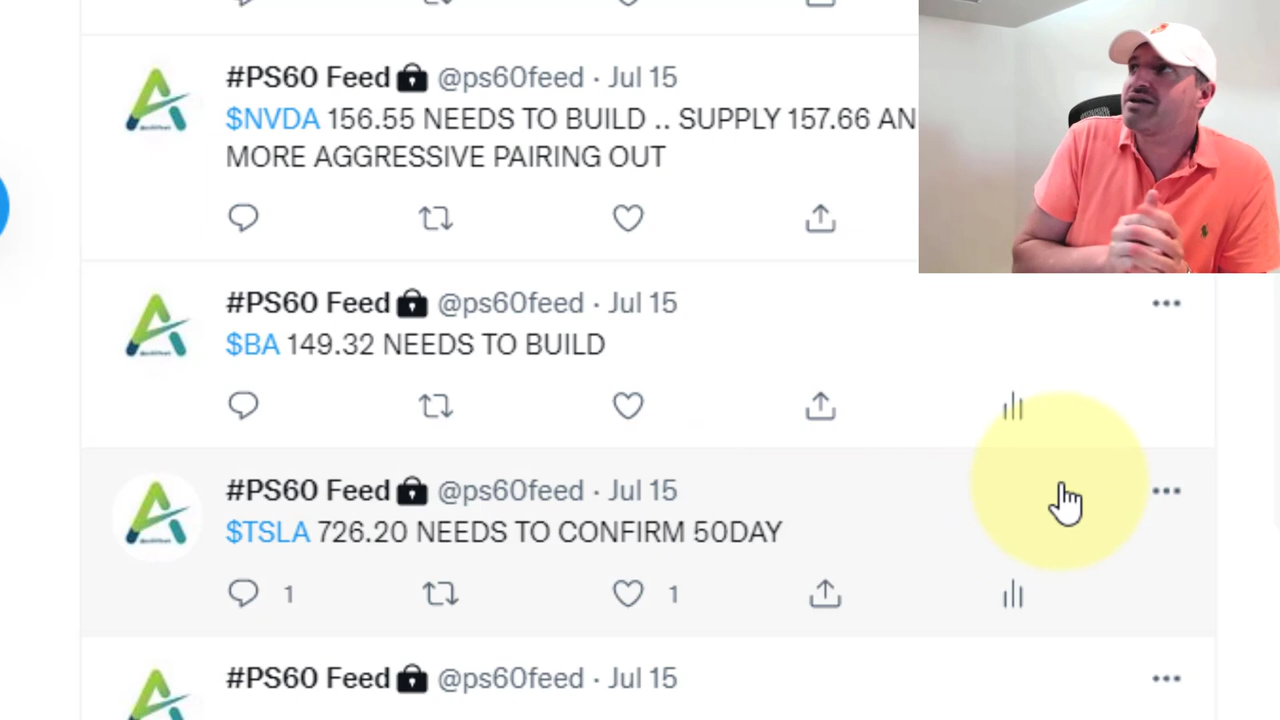 #PS60 Feed @ps60feed · Jul 15
$NVDA 156.55 NEEDS TO BUILD .. SUPPLY 157.66 AN
MORE AGGRESSIVE PAIRING OUT
#PS60 Feed @ps60feed · Jul 15
$BA 149.32 NEEDS TO BUILD
#PS60 Feed @ps60feed · Jul 15
$TSLA 726.20 NEEDS TO CONFIRM 50DAY
1 1
#PS60 Feed @ps60feed · Jul 15